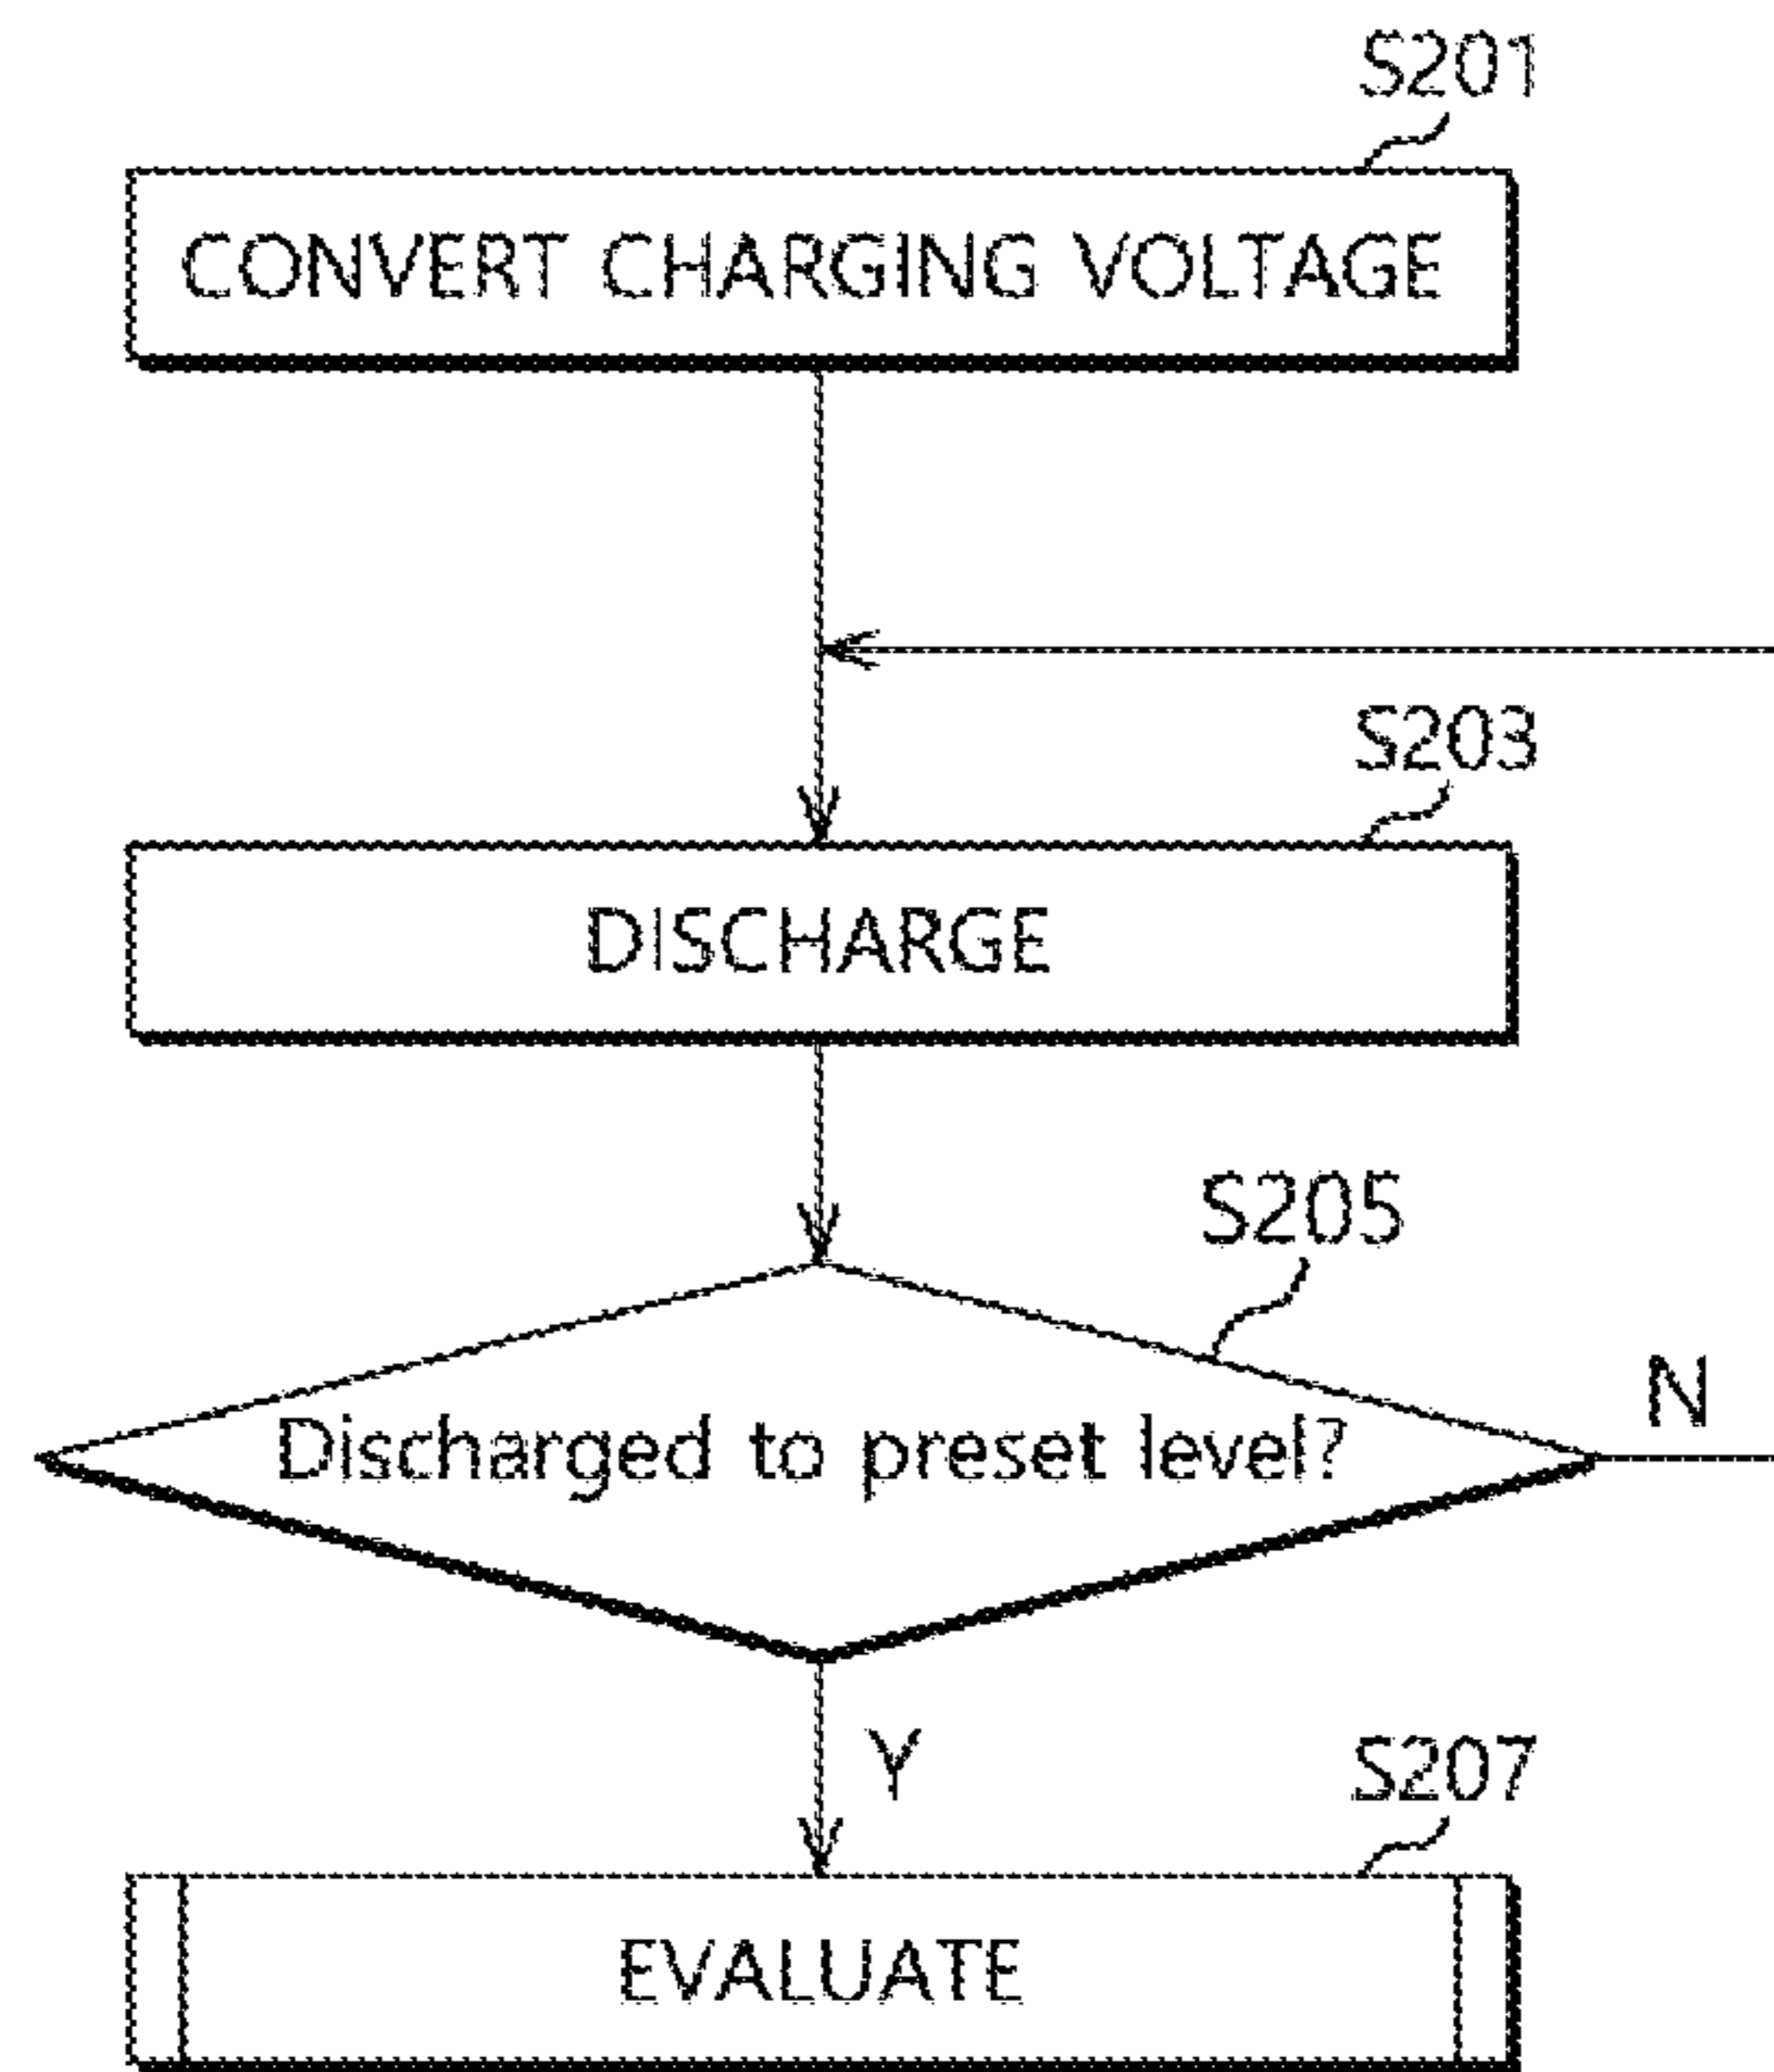 S201
CONVERT CHARGING VOLTAGE
S203
DISCHARGE
S205
Discharged to preset level?
N
Y
S207
EVALUATE